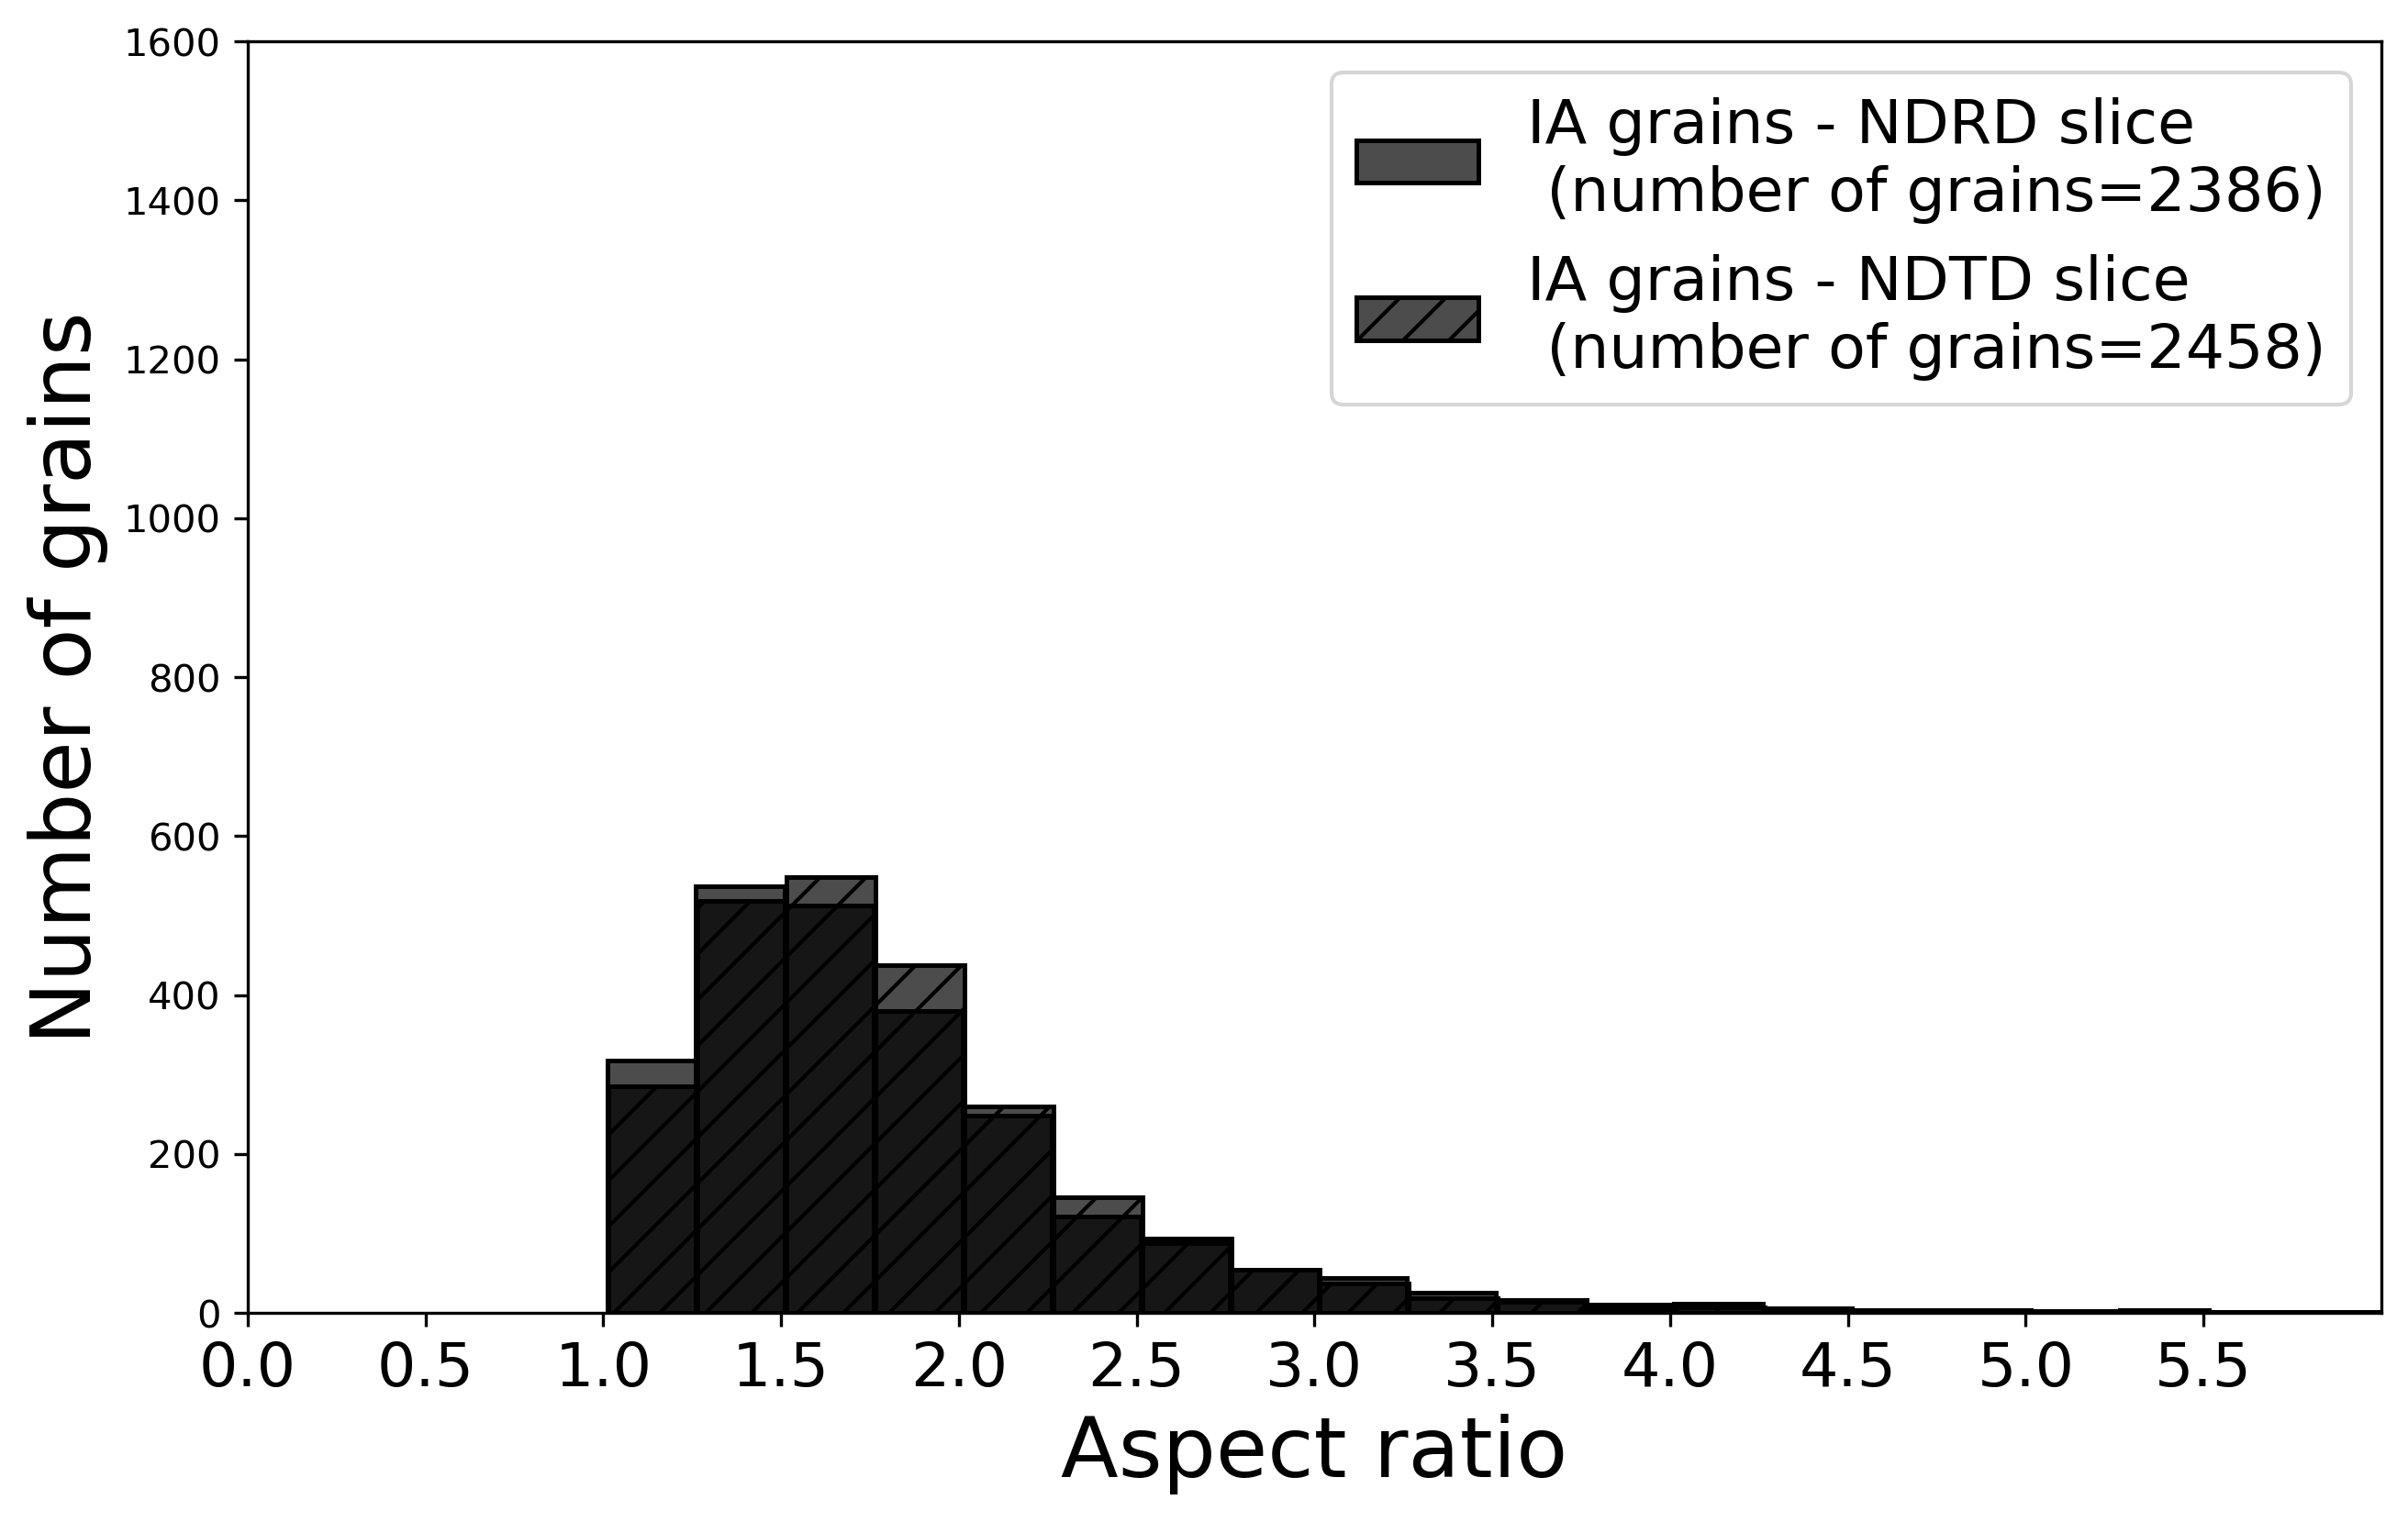 1600
1400
1200
1000
800
600
400
200
0
Number of grains
IA grains - NDRD slice
(number of grains=2386)
IA grains - NDTD slice
(number of grains=2458)
0.0 0.5 1.0 1.5 2.0 2.5 3.0 3.5 4.0 4.5 5.0 5.5
Aspect ratio